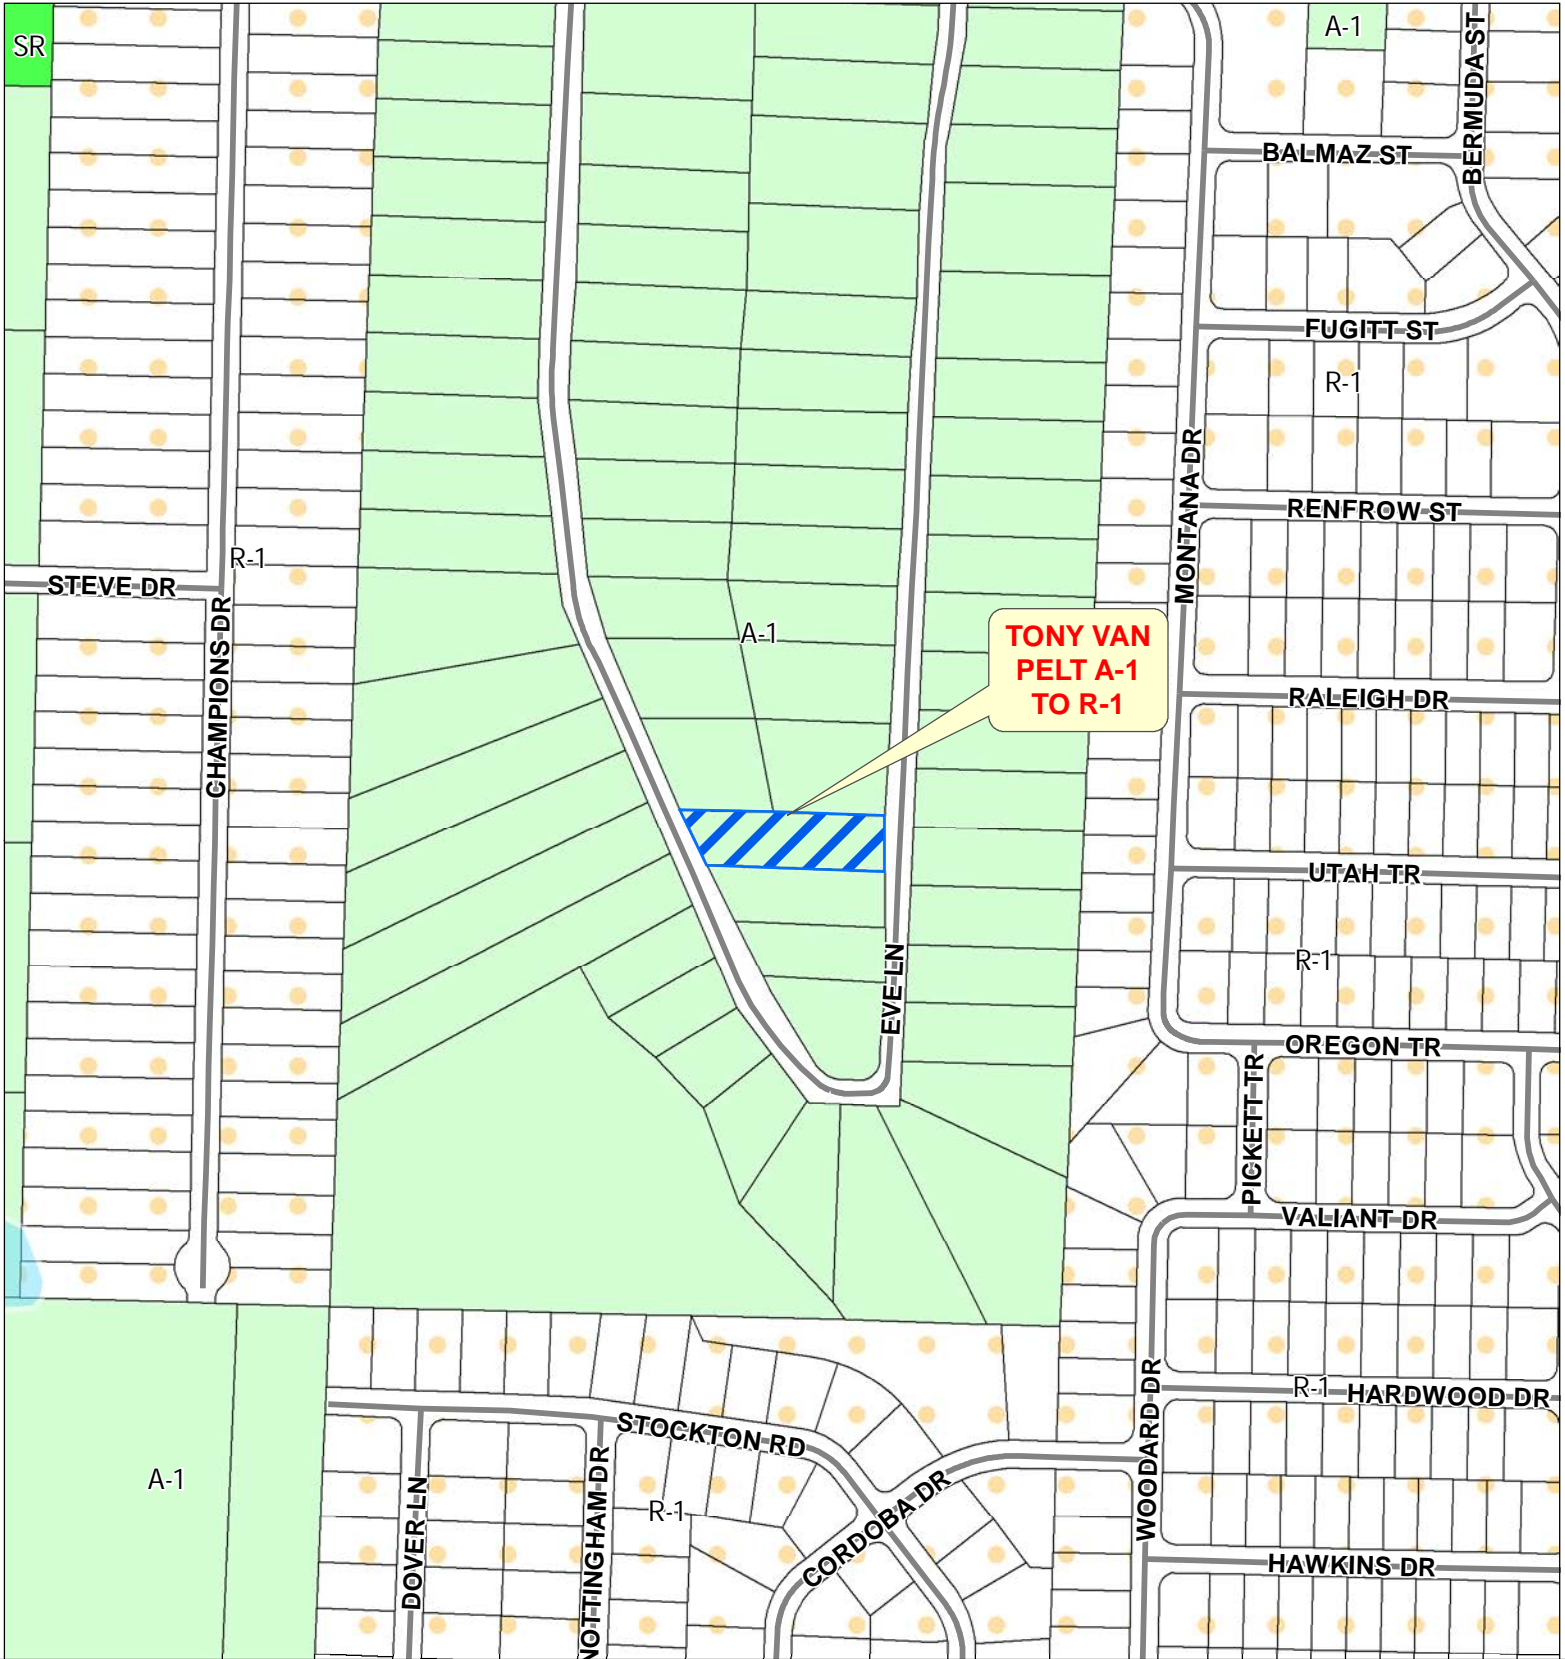 SR
A-1
BERMUDA ST
BALMAZ ST
FUGITT ST
R-1
MONTANA DR
RENFROW ST
R-1
STEVE DR
CHAMPIONS DR
A-1
TONY VAN
PELT A-1
TO R-1
RALEIGH DR
UTAH TR
R-1
EVE LN
OREGON TR
PICKETT TR
VALIANT DR
WOODARD DR
R-1
HARDWOOD DR
STOCKTON RD
A-1
DOVER LN
NOTTINGHAM DR
R-1
CORDOBA DR
HAWKINS DR